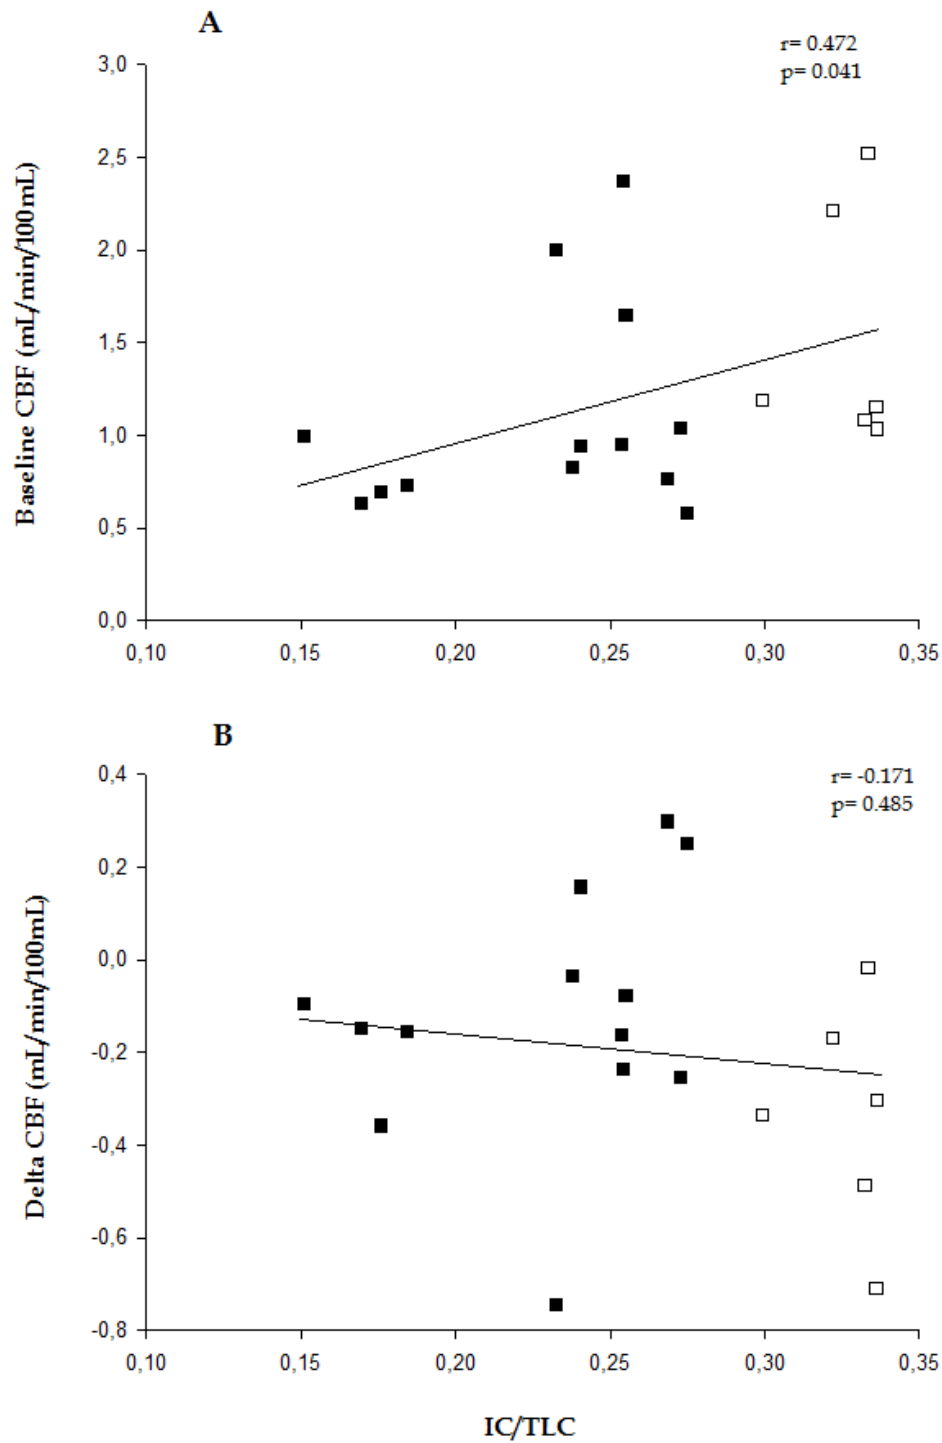 A
r= 0.472
p= 0.041
Baseline CBF (mL/min/100mL)
3,0
2,5
2,0
1,5
1,0
0,5
0,0
0,10 0,15 0,20 0,25 0,30 0,35
B
r= -0.171
p= 0.485
Delta CBF (mL/min/100mL)
0,4
0,2
0,0
-0,2
-0,4
-0,6
-0,8
0,10 0,15 0,20 0,25 0,30 0,35
IC/TLC